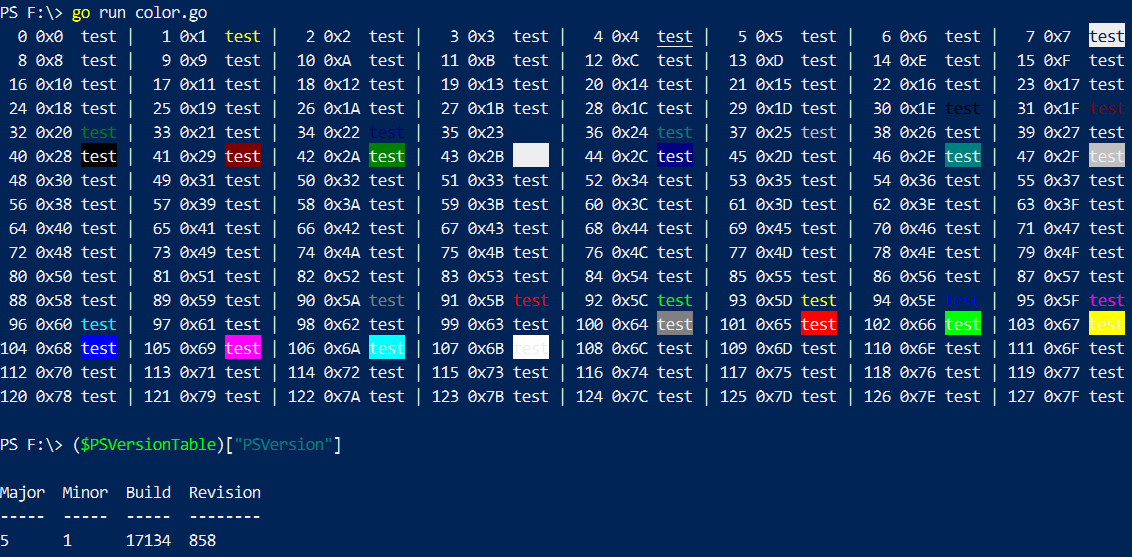 PS F:\> go run color.go
0 0x0 test | 1 0x1 test | 2 0x2 test | 3 0x3 test | 4 0x4 test | 5 0x5 test | 6 0x6 test | 7 0x7 test
8 0x8 test | 9 0x9 test | 10 0xA test | 11 0xB test | 12 0xC test | 13 0xD test | 14 0xE test | 15 0xF test
16 0x10 test | 17 0x11 test | 18 0x12 test | 19 0x13 test | 20 0x14 test | 21 0x15 test | 22 0x16 test | 23 0x17 test
24 0x18 test | 25 0x19 test | 26 0x1A test | 27 0x1B test | 28 0x1C test | 29 0x1D test | 30 0x1E test | 31 0x1F test
32 0x20 test | 33 0x21 test | 34 0x22 test | 35 0x23 | 36 0x24 test | 37 0x25 test | 38 0x26 test | 39 0x27 test
40 0x28 test | 41 0x29 test | 42 0x2A test | 43 0x2B | 44 0x2C test | 45 0x2D test | 46 0x2E test | 47 0x2F test
48 0x30 test | 49 0x31 test | 50 0x32 test | 51 0x33 test | 52 0x34 test | 53 0x35 test | 54 0x36 test | 55 0x37 test
56 0x38 test | 57 0x39 test | 58 0x3A test | 59 0x3B test | 60 0x3C test | 61 0x3D test | 62 0x3E test | 63 0x3F test
64 0x40 test | 65 0x41 test | 66 0x42 test | 67 0x43 test | 68 0x44 test | 69 0x45 test | 70 0x46 test | 71 0x47 test
72 0x48 test | 73 0x49 test | 74 0x4A test | 75 0x4B test | 76 0x4C test | 77 0x4D test | 78 0x4E test | 79 0x4F test
80 0x50 test | 81 0x51 test | 82 0x52 test | 83 0x53 test | 84 0x54 test | 85 0x55 test | 86 0x56 test | 87 0x57 test
88 0x58 test | 89 0x59 test | 90 0x5A test | 91 0x5B test | 92 0x5C test | 93 0x5D test | 94 0x5E test | 95 0x5F test
96 0x60 test | 97 0x61 test | 98 0x62 test | 99 0x63 test | 100 0x64 test | 101 0x65 test | 102 0x66 test | 103 0x67 test
104 0x68 test | 105 0x69 test | 106 0x6A test | 107 0x6B test | 108 0x6C test | 109 0x6D test | 110 0x6E test | 111 0x6F test
112 0x70 test | 113 0x71 test | 114 0x72 test | 115 0x73 test | 116 0x74 test | 117 0x75 test | 118 0x76 test | 119 0x77 test
120 0x78 test | 121 0x79 test | 122 0x7A test | 123 0x7B test | 124 0x7C test | 125 0x7D test | 126 0x7E test | 127 0x7F test
PS F:\> ($PSVersionTable)["PSVersion"]
Major Minor Build Revision
----- ----- ----- --------
5 1 17134 858